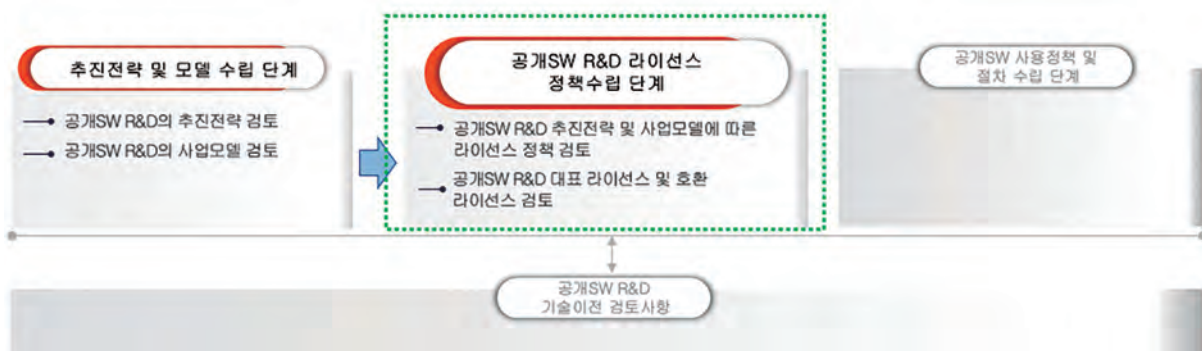 추진전략 및 모델 수립 단계
공개SW R&D의 추진전략 검토
공개SW R&D의 사업모델 검토
공개SW R&D 라이선스
정책수립 단계
공개SW R&D 추진전략 및 사업모델에 따른
라이선스 정책 검토
공개SW R&D 대표 라이선스 및 호환
라이선스 검토
공개SW 사용정책 및
절차 수립 단계
공개SW R&D
기술이전 검토사항